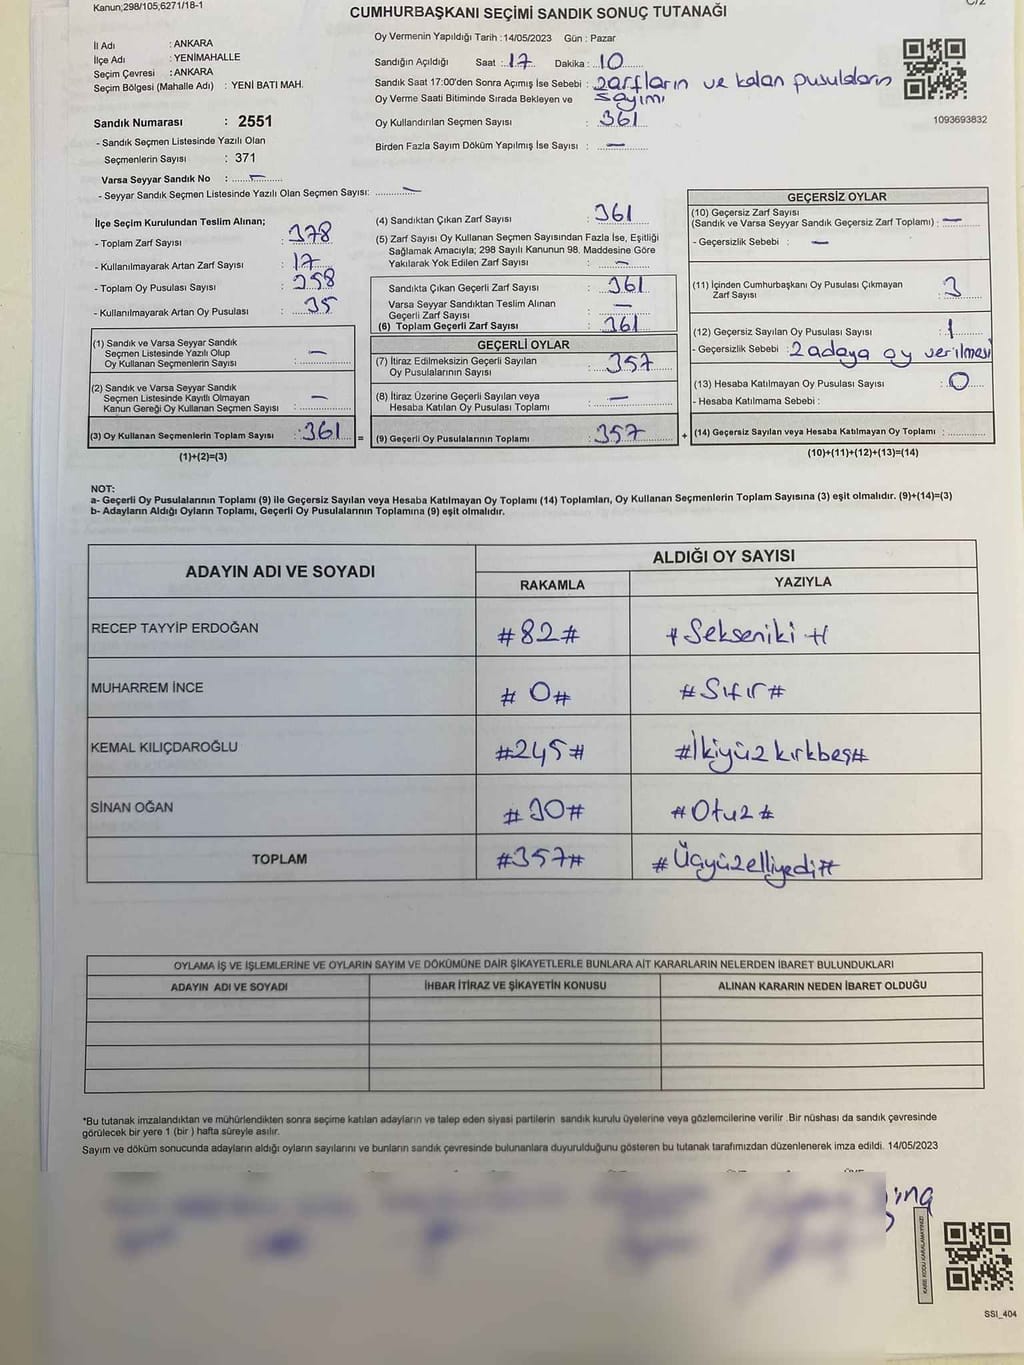 Kanun;298/105;6271/18-1
C/2
CUMHURBAŞKANI SEÇİMİ SANDIK SONUÇ TUTANAĞI
İl Adı : ANKARA
İlçe Adı : YENİMAHALLE
Seçim Çevresi : ANKARA
Seçim Bölgesi (Mahalle Adı) : YENİ BATI MAH.
Oy Vermenin Yapıldığı Tarih : 14/05/2023 Gün : Pazar
Sandığın Açıldığı Saat : 17 Dakika : 10
Sandık Saat 17:00'den Sonra Açımış İse Sebebi : zarfların ve kalan pusulaların
Oy Verme Saati Bitiminde Sırada Bekleyen ve sayımı
Oy Kullandırılan Seçmen Sayısı : 361
Birden Fazla Sayım Döküm Yapılmış İse Sayısı : —
1093693832
Sandık Numarası : 2551
- Sandık Seçmen Listesinde Yazılı Olan
Seçmenlerin Sayısı : 371
Varsa Seyyar Sandık No : —
- Seyyar Sandık Seçmen Listesinde Yazılı Olan Seçmen Sayısı: —
İlçe Seçim Kurulundan Teslim Alınan;
- Toplam Zarf Sayısı : 378
- Kullanılmayarak Artan Zarf Sayısı : 17
- Toplam Oy Pusulası Sayısı :
- Kullanılmayarak Artan Oy Pusulası : 35
(1) Sandık ve Varsa Seyyar Sandık
Seçmen Listesinde Yazılı Olup
Oy Kullanan Seçmenlerin Sayısı : —
(2) Sandık ve Varsa Seyyar Sandık
Seçmen Listesinde Kayıtlı Olmayan
Kanun Gereği Oy Kullanan Seçmen Sayısı : —
(3) Oy Kullanan Seçmenlerin Toplam Sayısı : 361 =
(1)+(2)=(3)
(4) Sandıktan Çıkan Zarf Sayısı : 361
(5) Zarf Sayısı Oy Kullanan Seçmen Sayısından Fazla İse, Eşitliği
Sağlamak Amacıyla; 298 Sayılı Kanunun 98. Maddesine Göre
Yakılarak Yok Edilen Zarf Sayısı : —
Sandıkta Çıkan Geçerli Zarf Sayısı : 361
Varsa Seyyar Sandıktan Teslim Alınan
Geçerli Zarf Sayısı : —
(6) Toplam Geçerli Zarf Sayısı : 361
GEÇERLİ OYLAR
(7) İtiraz Edilmeksizin Geçerli Sayılan
Oy Pusulalarının Sayısı : 357
(8) İtiraz Üzerine Geçerli Sayılan veya
Hesaba Katılan Oy Pusulası Toplamı : —
(9) Geçerli Oy Pusulalarının Toplamı : 357 +
GEÇERSİZ OYLAR
(10) Geçersiz Zarf Sayısı
(Sandık ve Varsa Seyyar Sandık Geçersiz Zarf Toplamı) : —
- Geçersizlik Sebebi : —
(11) İçinden Cumhurbaşkanı Oy Pusulası Çıkmayan
Zarf Sayısı : 3
(12) Geçersiz Sayılan Oy Pusulası Sayısı : 1
- Geçersizlik Sebebi : 2 adaya oy verilmesi
(13) Hesaba Katılmayan Oy Pusulası Sayısı : 0
- Hesaba Katılmama Sebebi :
(14) Geçersiz Sayılan veya Hesaba Katılmayan Oy Toplamı :
(10)+(11)+(12)+(13)=(14)
NOT:
a- Geçerli Oy Pusulalarının Toplamı (9) ile Geçersiz Sayılan veya Hesaba Katılmayan Oy Toplamı (14) Toplamları, Oy Kullanan Seçmenlerin Toplam Sayısına (3) eşit olmalıdır. (9)+(14)=(3)
b- Adayların Aldığı Oyların Toplamı, Geçerli Oy Pusulalarının Toplamına (9) eşit olmalıdır.
ADAYIN ADI VE SOYADI
ALDIĞI OY SAYISI
RAKAMLA YAZIYLA
RECEP TAYYİP ERDOĞAN #82# #Sekseniki#
MUHARREM İNCE #0# #Sıfır#
KEMAL KILIÇDAROĞLU #245# #İkiyüzkırkbeş#
SİNAN OĞAN #30# #Otuz#
TOPLAM #357# #Üçyüzelliyedi#
OYLAMA İŞ VE İŞLEMLERİNE VE OYLARIN SAYIM VE DÖKÜMÜNE DAİR ŞİKAYETLERLE BUNLARA AİT KARARLARIN NELERDEN İBARET BULUNDUKLARI
ADAYIN ADI VE SOYADI İHBAR İTİRAZ VE ŞİKAYETİN KONUSU ALINAN KARARIN NEDEN İBARET OLDUĞU
*Bu tutanak imzalandıktan ve mühürlendikten sonra seçime katılan adayların ve talep eden siyasi partilerin sandık kurulu üyelerine veya gözlemcilerine verilir .Bir nüshası da sandık çevresinde
görülecek bir yere 1 (bir ) hafta süreyle asılır.
Sayım ve döküm sonucunda adayların aldığı oyların sayılarını ve bunların sandık çevresinde bulunanlara duyurulduğunu gösteren bu tutanak tarafımızdan düzenlenerek imza edildi. 14/05/2023
KARE KODU KARALAMAYINIZ!
SSI_404